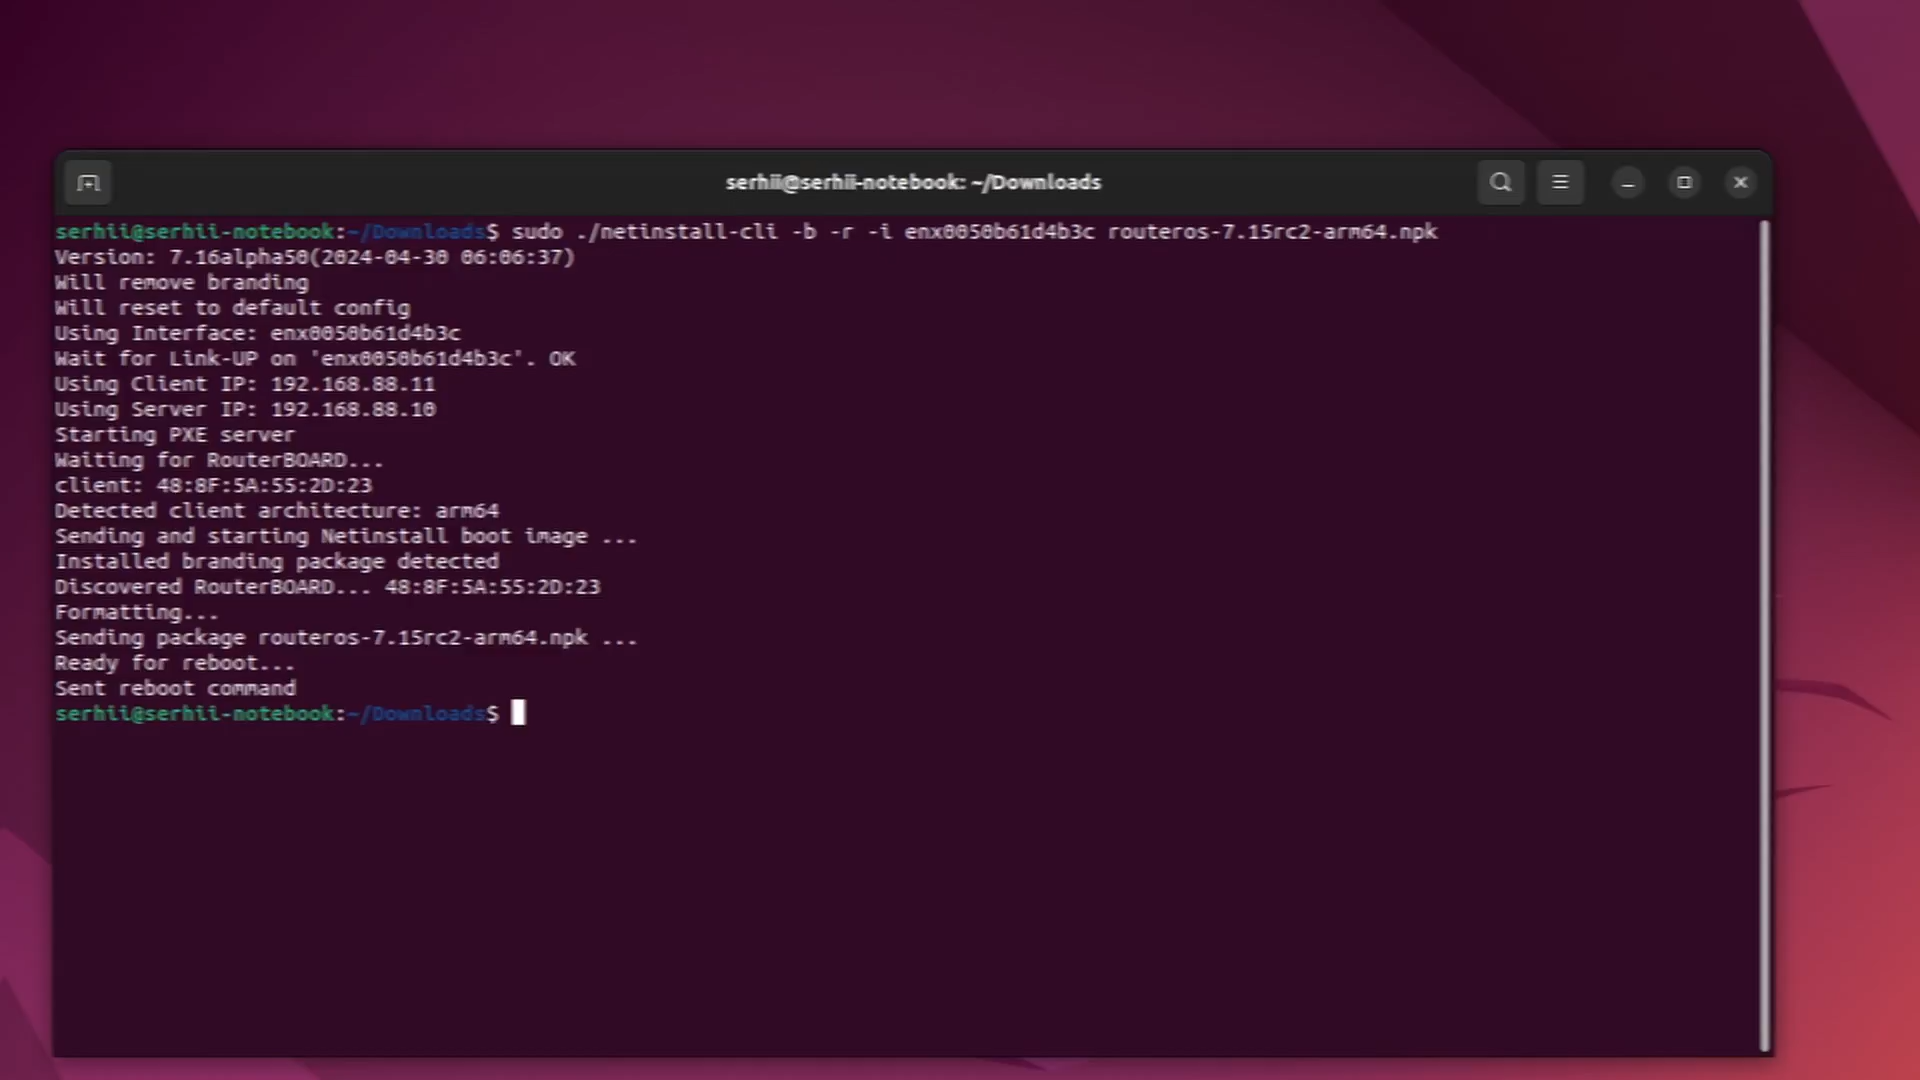 serhii@serhii-notebook: ~/Downloads
serhii@serhii-notebook:~/Downloads$ sudo ./netinstall-cli -b -r -i enx0050b61d4b3c routeros-7.15rc2-arm64.npk
Version: 7.16alpha50(2024-04-30 06:06:37)
Will remove branding
Will reset to default config
Using Interface: enx0050b61d4b3c
Wait for Link-UP on 'enx0050b61d4b3c'. OK
Using Client IP: 192.168.88.11
Using Server IP: 192.168.88.10
Starting PXE server
Waiting for RouterBOARD...
client: 48:8F:5A:55:2D:23
Detected client architecture: arm64
Sending and starting Netinstall boot image ...
Installed branding package detected
Discovered RouterBOARD... 48:8F:5A:55:2D:23
Formatting...
Sending package routeros-7.15rc2-arm64.npk ...
Ready for reboot...
Sent reboot command
serhii@serhii-notebook:~/Downloads$